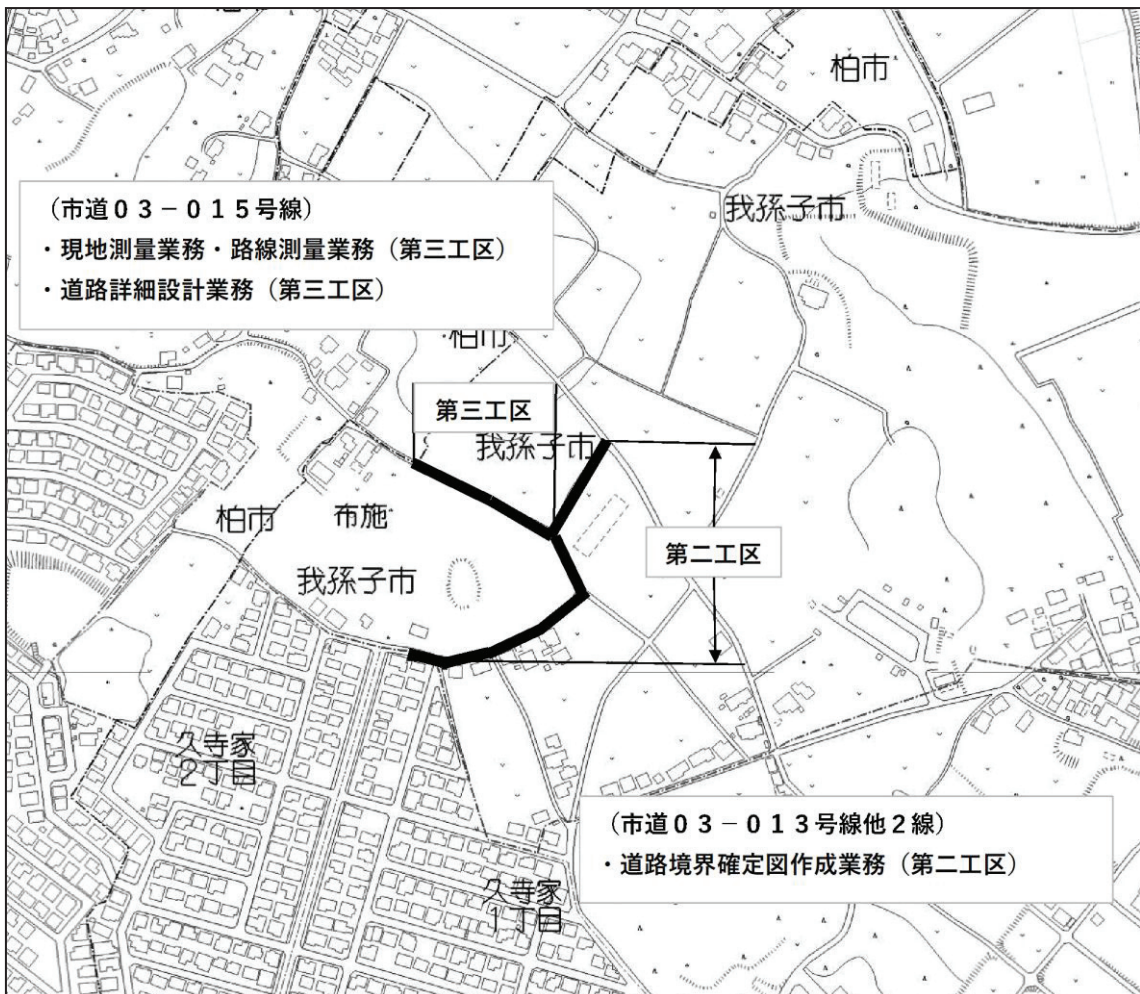 柏市
我孫子市
(市道03-015号線)
・現地測量業務・路線測量業務(第三工区)
・道路詳細設計業務(第三工区)
柏市
第三工区
我孫子市
柏市
布施
第二工区
我孫子市
久寺家
2丁目
(市道03-013号線他2線)
・道路境界確定図作成業務(第二工区)
久寺家
1丁目